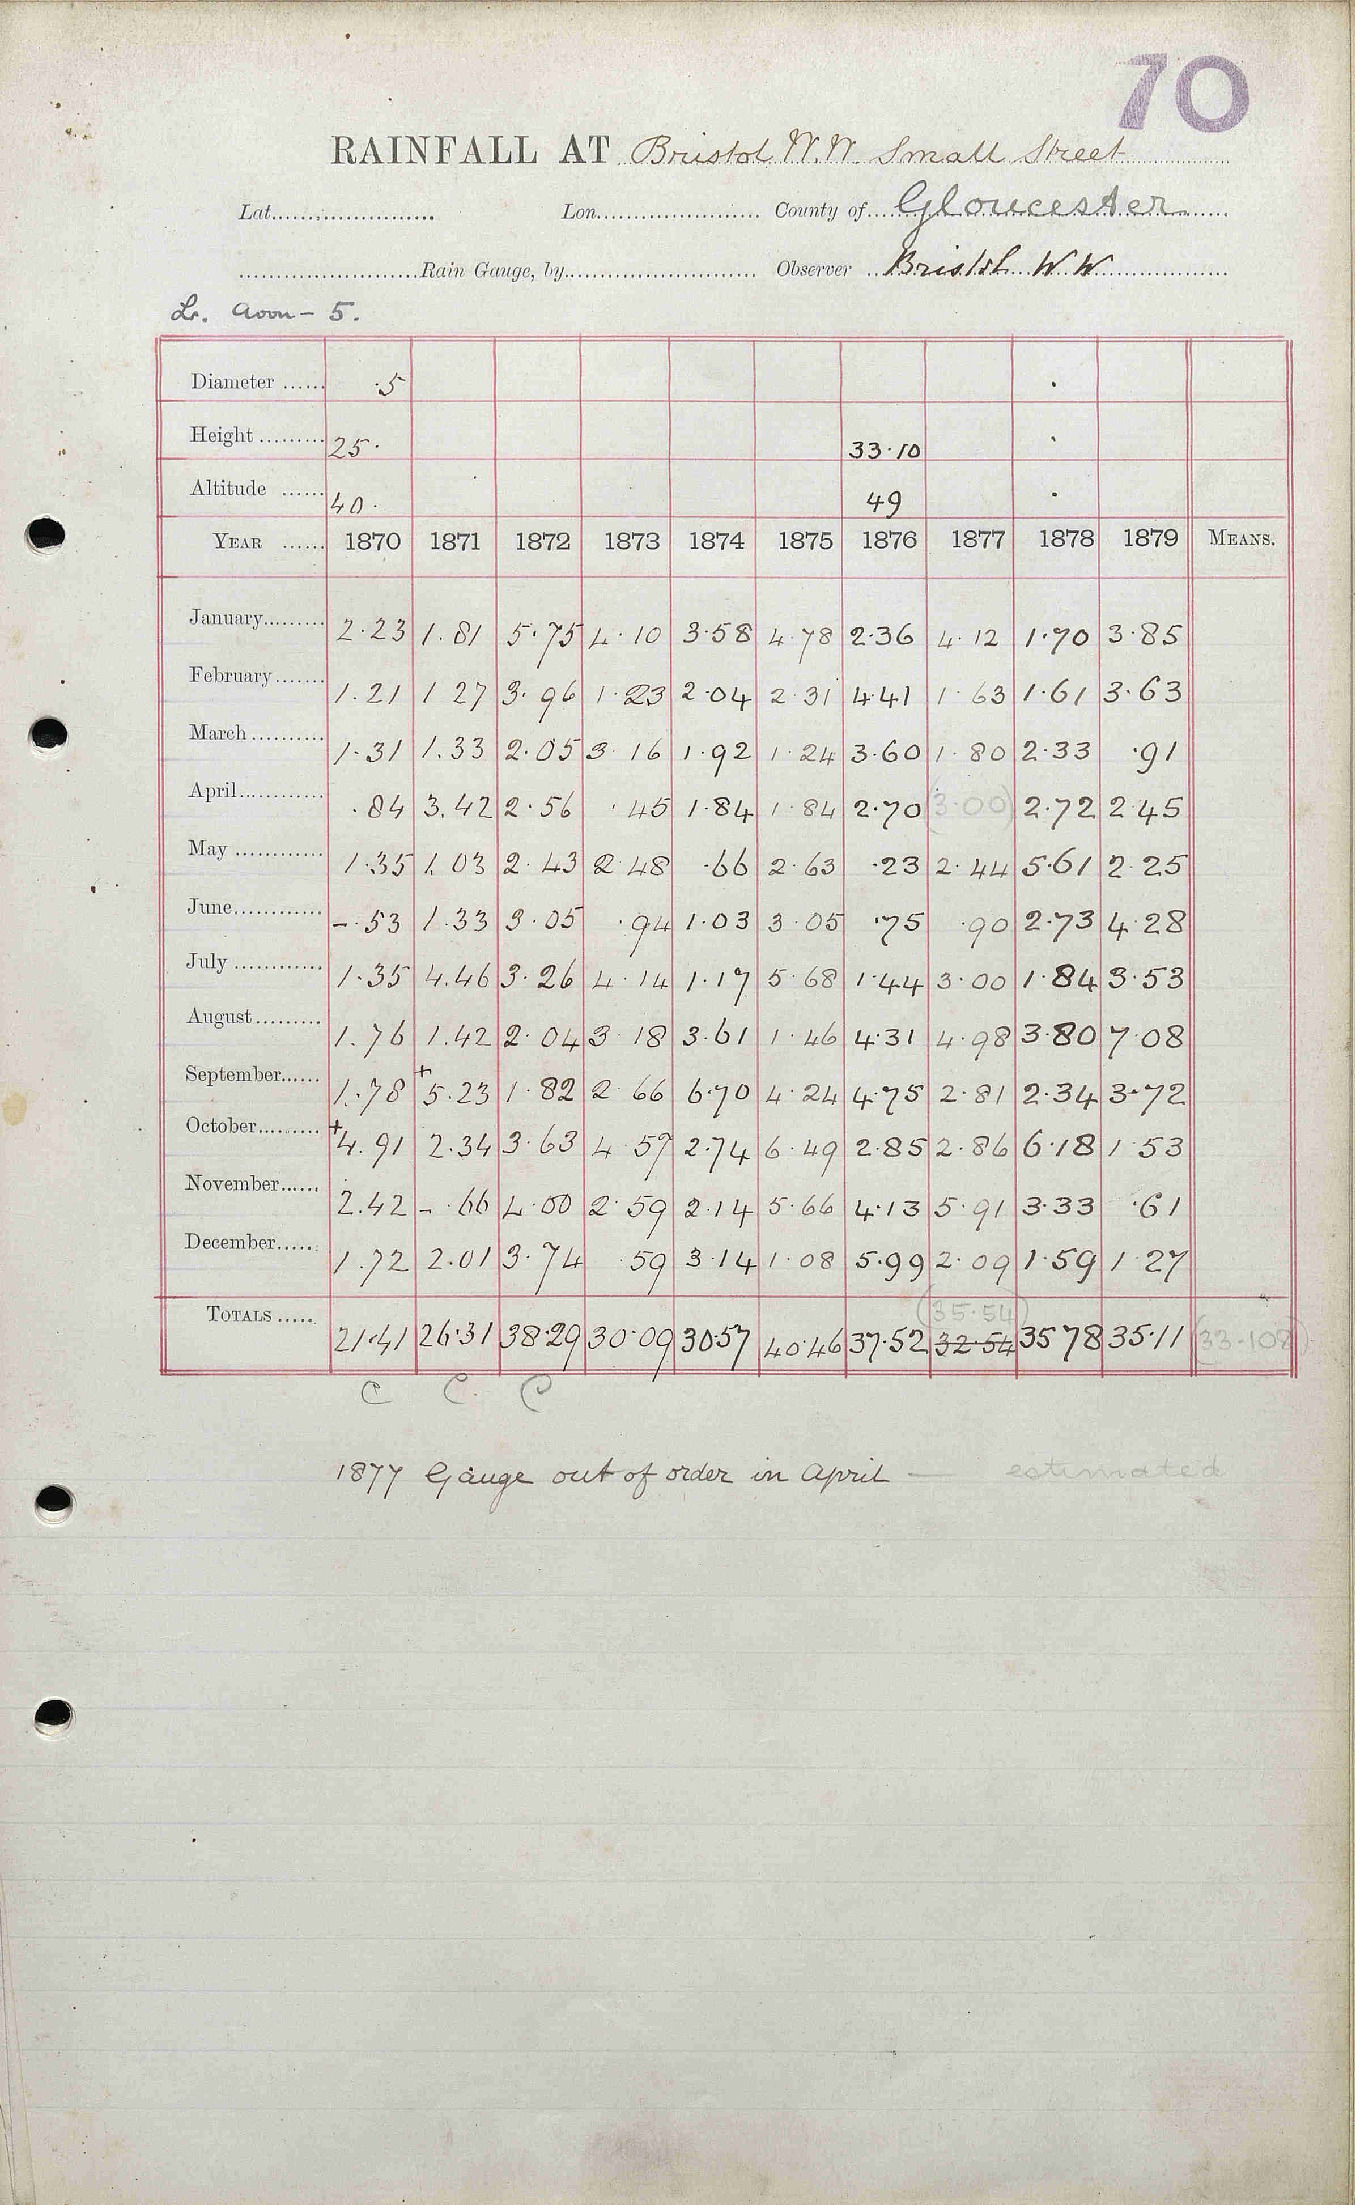 70
RAINFALL AT Bristol W.W. Small Street
Lat...................... Lon...................... County of.... Gloucester
........................Rain Gauge, by........................ Observer .. Bristol W W
Lr. Avon - 5.
Diameter ...... .5
Height ......... 25. 33.10
Altitude ...... 40. 49
YEAR ...... 1870 1871 1872 1873 1874 1875 1876 1877 1878 1879 MEANS.
January......... 2.23 1.81 5.75 4.10 3.58 4.78 2.36 4.12 1.70 3.85
February....... 1.21 1 27 3.96 1.23 2.04 2.31 4.41 1.63 1.61 3.63
March.......... 1.31 1.33 2.05 3 16 1.92 1.24 3.60 1.80 2.33 .91
April............ .84 3.42 2.56 .45 1.84 1.84 2.70 (3.00) 2.72 2.45
May ............ 1.35 1.03 2.43 2.48 .66 2.63 .23 2.44 5.61 2.25
June............ -.53 1.33 3.05 .94 1.03 3.05 .75 .90 2.73 4.28
July ............ 1.35 4.46 3.26 4.14 1.17 5.68 1.44 3.00 1.84 3.53
August......... 1.76 1.42 2.04 3.18 3.61 1.46 4.31 4.98 3.80 7.08
September...... 1.78 +5.23 1.82 2 66 6.70 4.24 4.75 2.81 2.34 3.72
October......... +4.91 2.34 3.63 4.57 2.74 6.49 2.85 2.86 6.18 1.53
November...... 2.42 -.66 4.00 2.59 2.14 5.66 4.13 5.91 3.33 .61
December...... 1.72 2.01 3.74 .59 3.14 1.08 5.99 2.09 1.59 1.27
(35.54)
TOTALS ..... 21.41 26.31 38.29 30.09 30.57 40.46 37.52 32.54 35 78 35.11 (33.108)
C C. C
1877 Gauge out of order in April — estimated